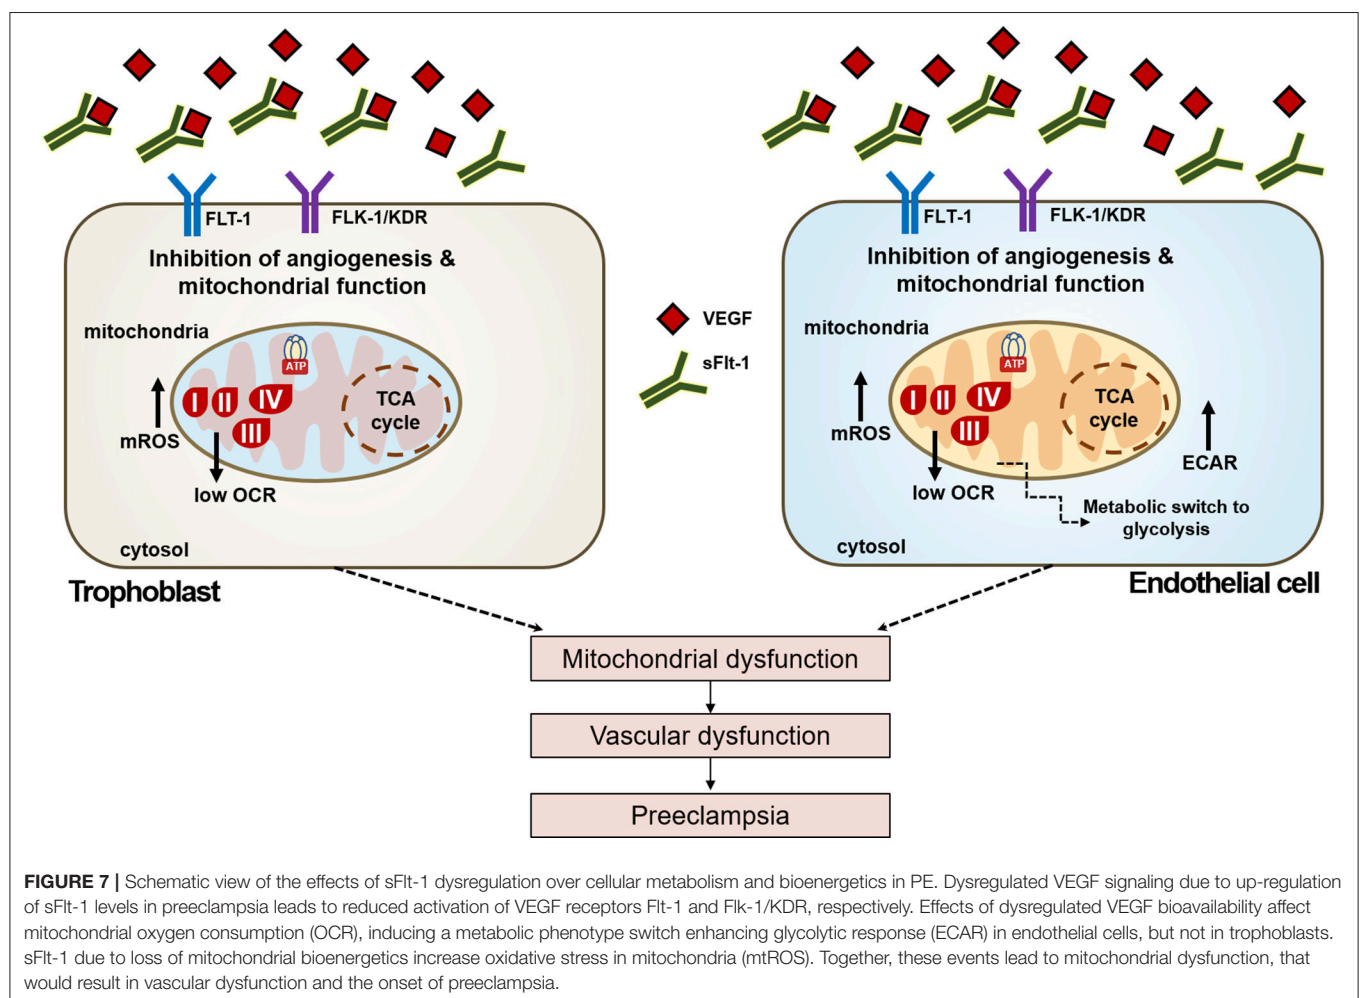 FLT-1
FLK-1/KDR
Inhibition of angiogenesis &
mitochondrial function
mitochondria
ATP
I
II
IV
III
TCA
cycle
mROS
low OCR
cytosol
Trophoblast
VEGF
sFlt-1
FLT-1
FLK-1/KDR
Inhibition of angiogenesis &
mitochondrial function
mitochondria
ATP
I
II
IV
III
TCA
cycle
mROS
ECAR
low OCR
Metabolic switch to
glycolysis
cytosol
Endothelial cell
Mitochondrial dysfunction
Vascular dysfunction
Preeclampsia
FIGURE 7 | Schematic view of the effects of sFlt-1 dysregulation over cellular metabolism and bioenergetics in PE. Dysregulated VEGF signaling due to up-regulation
of sFlt-1 levels in preeclampsia leads to reduced activation of VEGF receptors Flt-1 and Flk-1/KDR, respectively. Effects of dysregulated VEGF bioavailability affect
mitochondrial oxygen consumption (OCR), inducing a metabolic phenotype switch enhancing glycolytic response (ECAR) in endothelial cells, but not in trophoblasts.
sFlt-1 due to loss of mitochondrial bioenergetics increase oxidative stress in mitochondria (mtROS). Together, these events lead to mitochondrial dysfunction, that
would result in vascular dysfunction and the onset of preeclampsia.